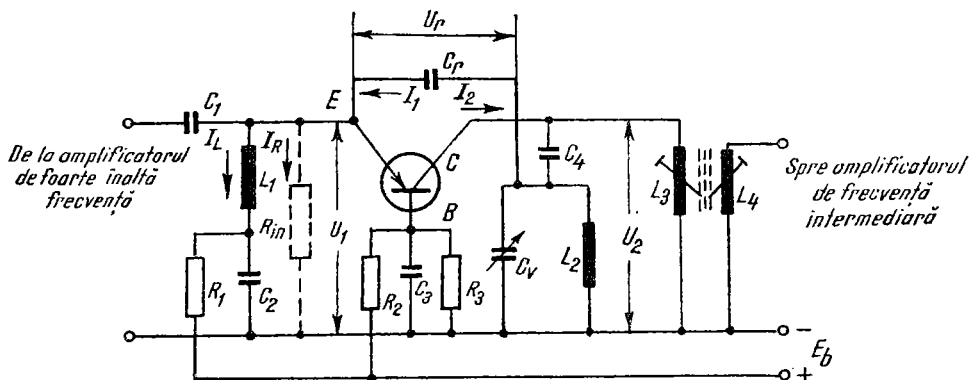 U_r
C_r
I_1
I_2
E
C_1
I_L
I_R
De la amplificatorul
de foarte înaltă
frecvență
L_1
R_in
U_1
C
B
C_4
U_2
L_3
L_4
Spre amplificatorul
de frecvență
intermediară
R_1
C_2
R_2
C_3
R_3
C_v
L_2
−
E_b
+